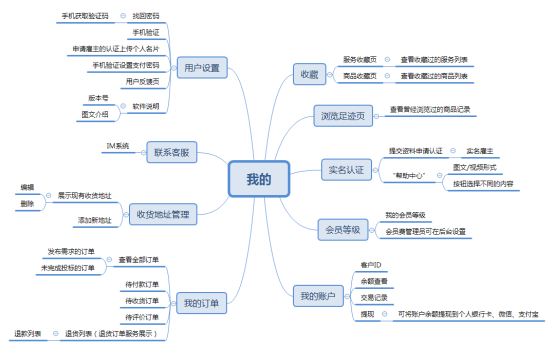 我的
用户设置
找回密码
手机获取验证码
手机验证
申请雇主的认证上传个人名片
手机验证设置支付密码
用户反馈页
软件说明
版本号
图文介绍
联系客服
IM系统
收货地址管理
展示现有收货地址
编辑
删除
添加新地址
我的订单
查看全部订单
发布需求的订单
未完成投标的订单
待付款订单
待收货订单
待评价订单
退货列表（退货订单服务展示）
退款列表
收藏
服务收藏页
查看收藏过的服务列表
商品收藏页
查看收藏过的商品列表
浏览足迹页
查看曾经浏览过的商品记录
实名认证
提交资料申请认证
实名雇主
“帮助中心”
图文/视频形式
按钮选择不同的内容
会员等级
我的会员等级
会员费管理员可在后台设置
我的账户
客户ID
余额查看
交易记录
提现
可将账户余额提现到个人银行卡、微信、支付宝